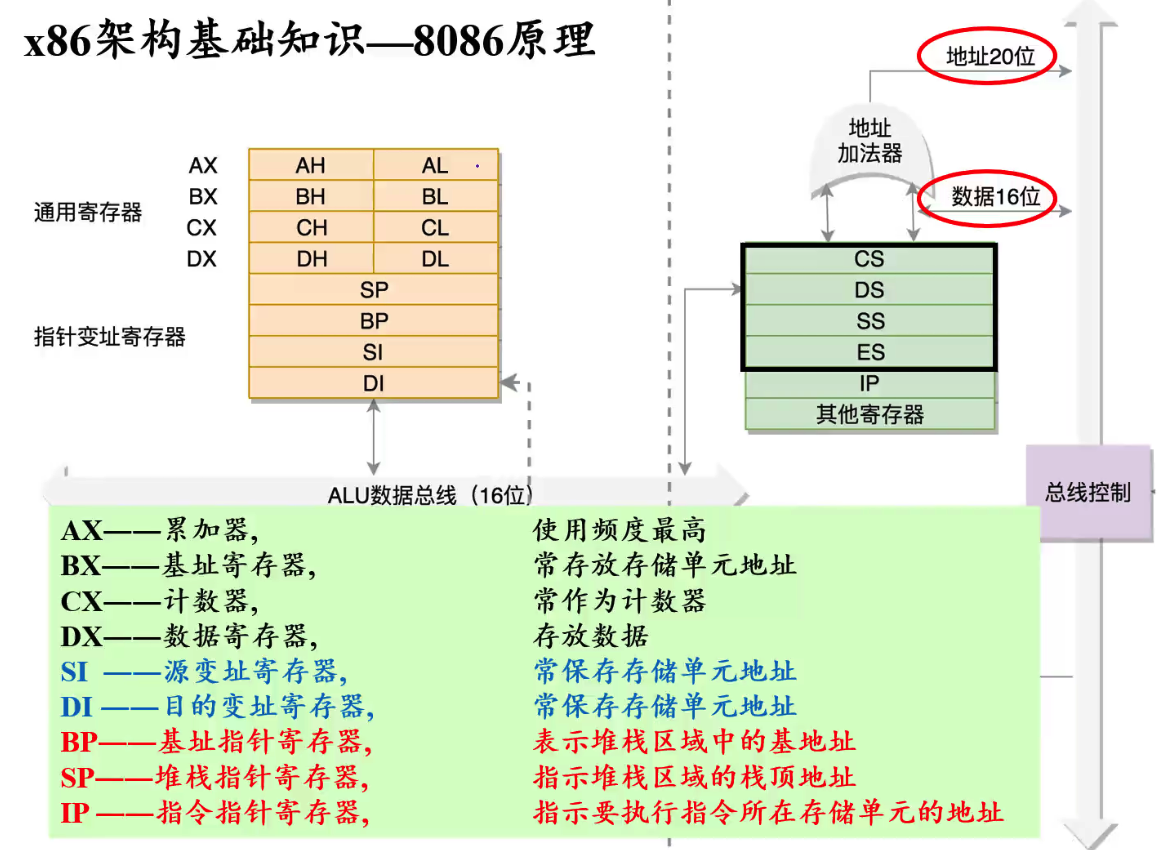 x86架构基础知识—8086原理
地址20位
地址
加法器
数据16位
通用寄存器
AX AH AL
BX BH BL
CX CH CL
DX DH DL
指针变址寄存器
SP
BP
SI
DI
CS
DS
SS
ES
IP
其他寄存器
总线控制
ALU数据总线（16位）
AX——累加器, 使用频度最高
BX——基址寄存器, 常存放存储单元地址
CX——计数器, 常作为计数器
DX——数据寄存器, 存放数据
SI ——源变址寄存器, 常保存存储单元地址
DI ——目的变址寄存器, 常保存存储单元地址
BP——基址指针寄存器, 表示堆栈区域中的基地址
SP——堆栈指针寄存器, 指示堆栈区域的栈顶地址
IP ——指令指针寄存器, 指示要执行指令所在存储单元的地址